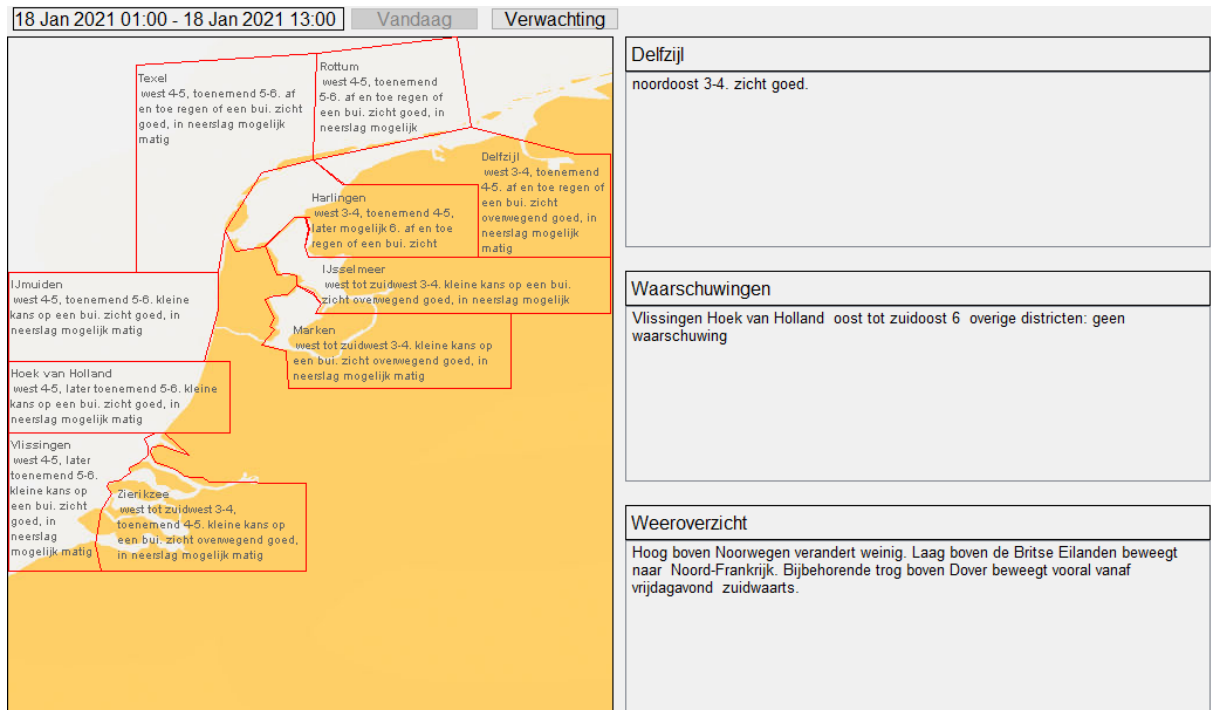 18 Jan 2021 01:00 - 18 Jan 2021 13:00
Vandaag
Verwachting
Texel
west 4-5, toenemend 5-6. af
en toe regen of een bui. zicht
goed, in neerslag mogelijk
matig
Rottum
west 4-5, toenemend
5-6. af en toe regen of
een bui. zicht goed, in
neerslag mogelijk
Delfzijl
west 3-4, toenemend
4-5. af en toe regen of
een bui. zicht
overwegend goed, in
neerslag mogelijk
matig
Harlingen
west 3-4, toenemend 4-5,
later mogelijk 6. af en toe
regen of een bui. zicht
IJsselmeer
west tot zuidwest 3-4. kleine kans op een bui.
zicht overwegend goed, in neerslag mogelijk
IJmuiden
west 4-5, toenemend 5-6. kleine
kans op een bui. zicht goed, in
neerslag mogelijk matig
Marken
west tot zuidwest 3-4. kleine kans op
een bui. zicht overwegend goed, in
neerslag mogelijk matig
Hoek van Holland
west 4-5, later toenemend 5-6. kleine
kans op een bui. zicht goed, in
neerslag mogelijk matig
Vlissingen
west 4-5, later
toenemend 5-6.
kleine kans op
een bui. zicht
goed, in
neerslag
mogelijk matig
Zierikzee
west tot zuidwest 3-4,
toenemend 4-5. kleine kans op
een bui. zicht overwegend goed,
in neerslag mogelijk matig
Delfzijl
noordoost 3-4. zicht goed.
Waarschuwingen
Vlissingen Hoek van Holland  oost tot zuidoost 6  overige districten: geen
waarschuwing
Weeroverzicht
Hoog boven Noorwegen verandert weinig. Laag boven de Britse Eilanden beweegt
naar  Noord-Frankrijk. Bijbehorende trog boven Dover beweegt vooral vanaf
vrijdagavond  zuidwaarts.